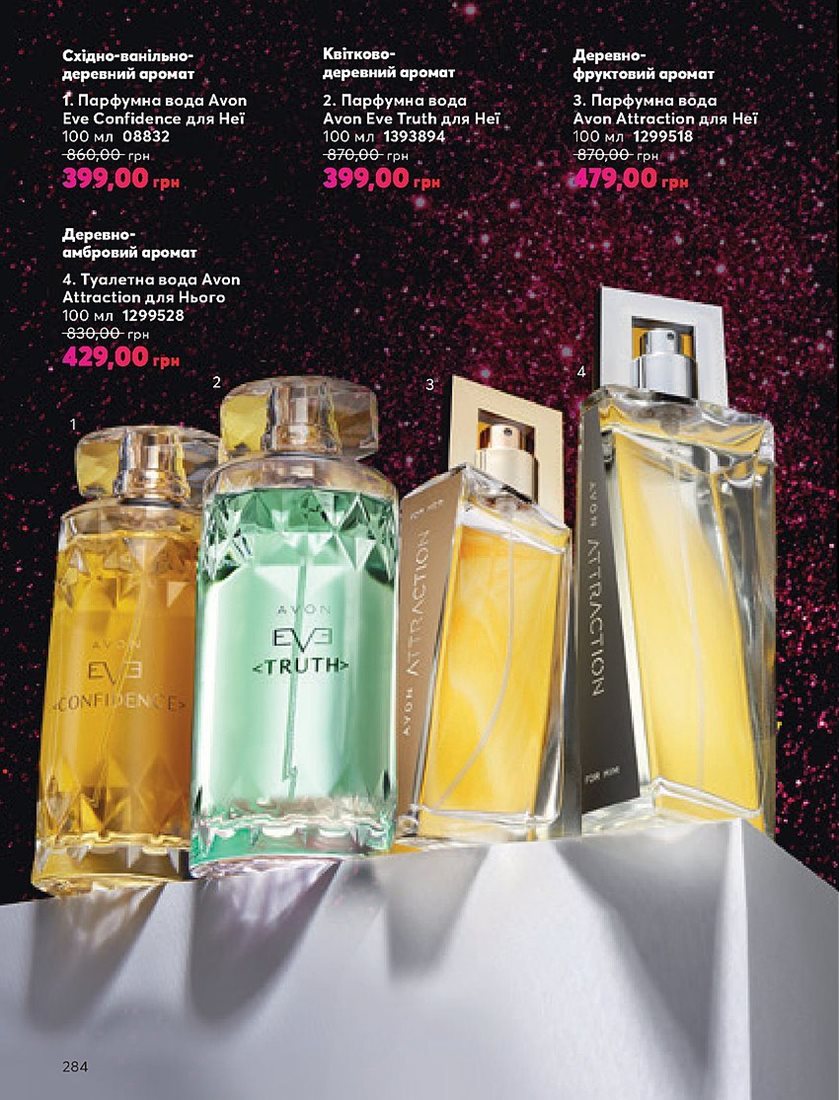 Східно-ванільно-
деревний аромат
1. Парфумна вода Avon
Eve Confidence для Неї
100 мл 08832
860,00 грн
399,00 грн
Квітково-
деревний аромат
2. Парфумна вода
Avon Eve Truth для Неї
100 мл 1393894
870,00 грн
399,00 грн
Деревно-
фруктовий аромат
3. Парфумна вода
Avon Attraction для Неї
100 мл 1299518
870,00 грн
479,00 грн
Деревно-
амбровий аромат
4. Туалетна вода Avon
Attraction для Нього
100 мл 1299528
830,00 грн
429,00 грн
1
2
3
4
AVON
EVE
<CONFIDENCE>
AVON
EVE
<TRUTH>
FOR HER
AVON ATTRACTION
AVON ATTRACTION
FOR HIM
284